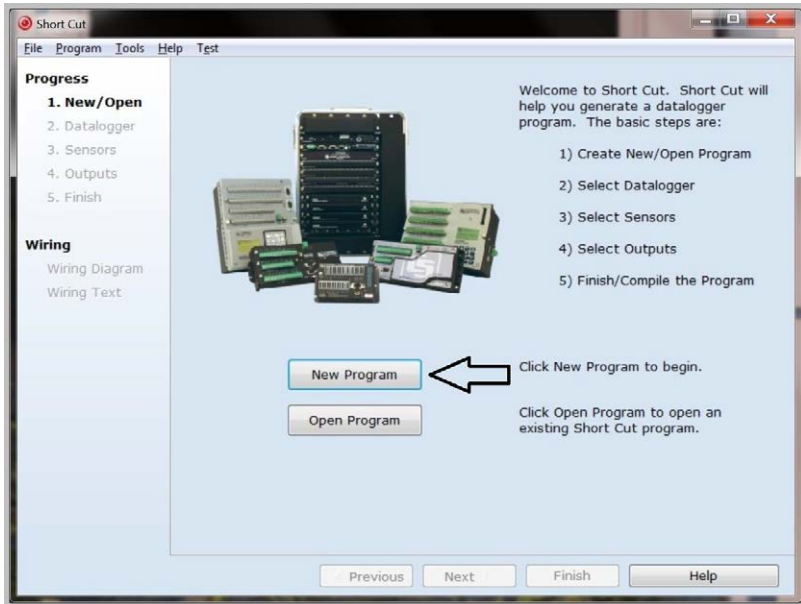 Short Cut
File Program Tools Help Test
Progress
1. New/Open
2. Datalogger
3. Sensors
4. Outputs
5. Finish
Wiring
Wiring Diagram
Wiring Text
Welcome to Short Cut. Short Cut will
help you generate a datalogger
program. The basic steps are:
1) Create New/Open Program
2) Select Datalogger
3) Select Sensors
4) Select Outputs
5) Finish/Compile the Program
New Program
Click New Program to begin.
Open Program
Click Open Program to open an
existing Short Cut program.
Previous Next Finish Help